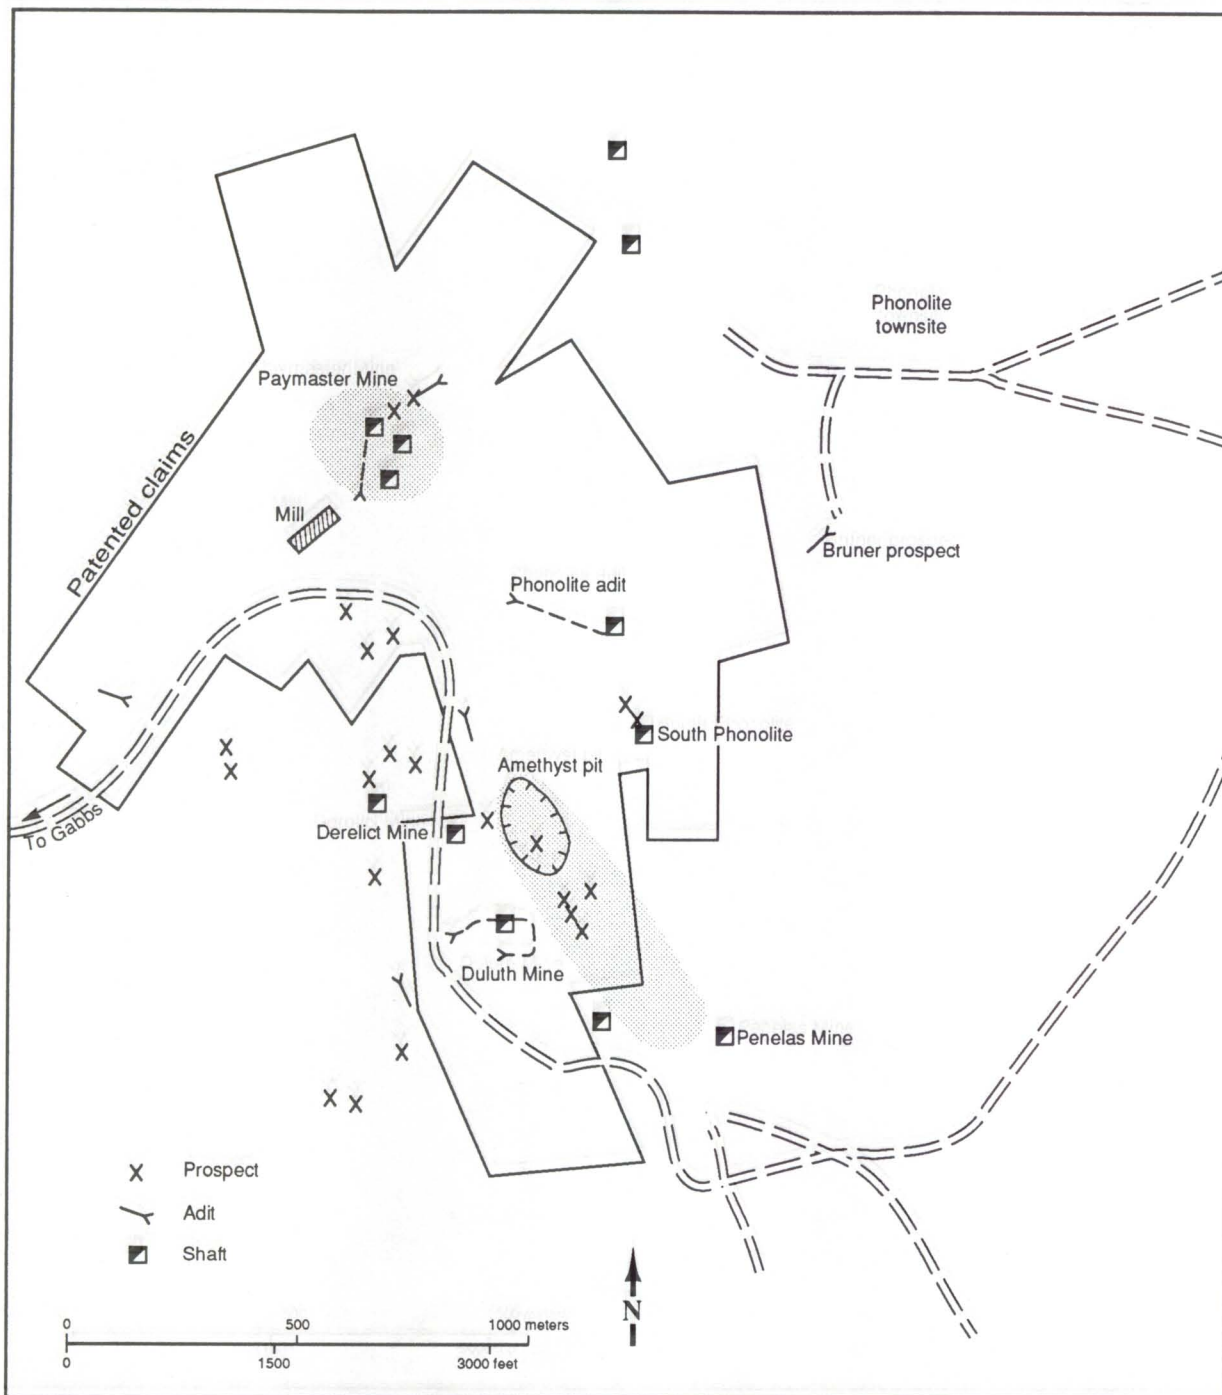 Phonolite
townsite
Paymaster Mine
Patented claims
Mill
Bruner prospect
Phonolite adit
South Phonolite
Amethyst pit
To Gabbs
Derelict Mine
Duluth Mine
Penelas Mine
Prospect
Adit
Shaft
N
0 500 1000 meters
0 1500 3000 feet